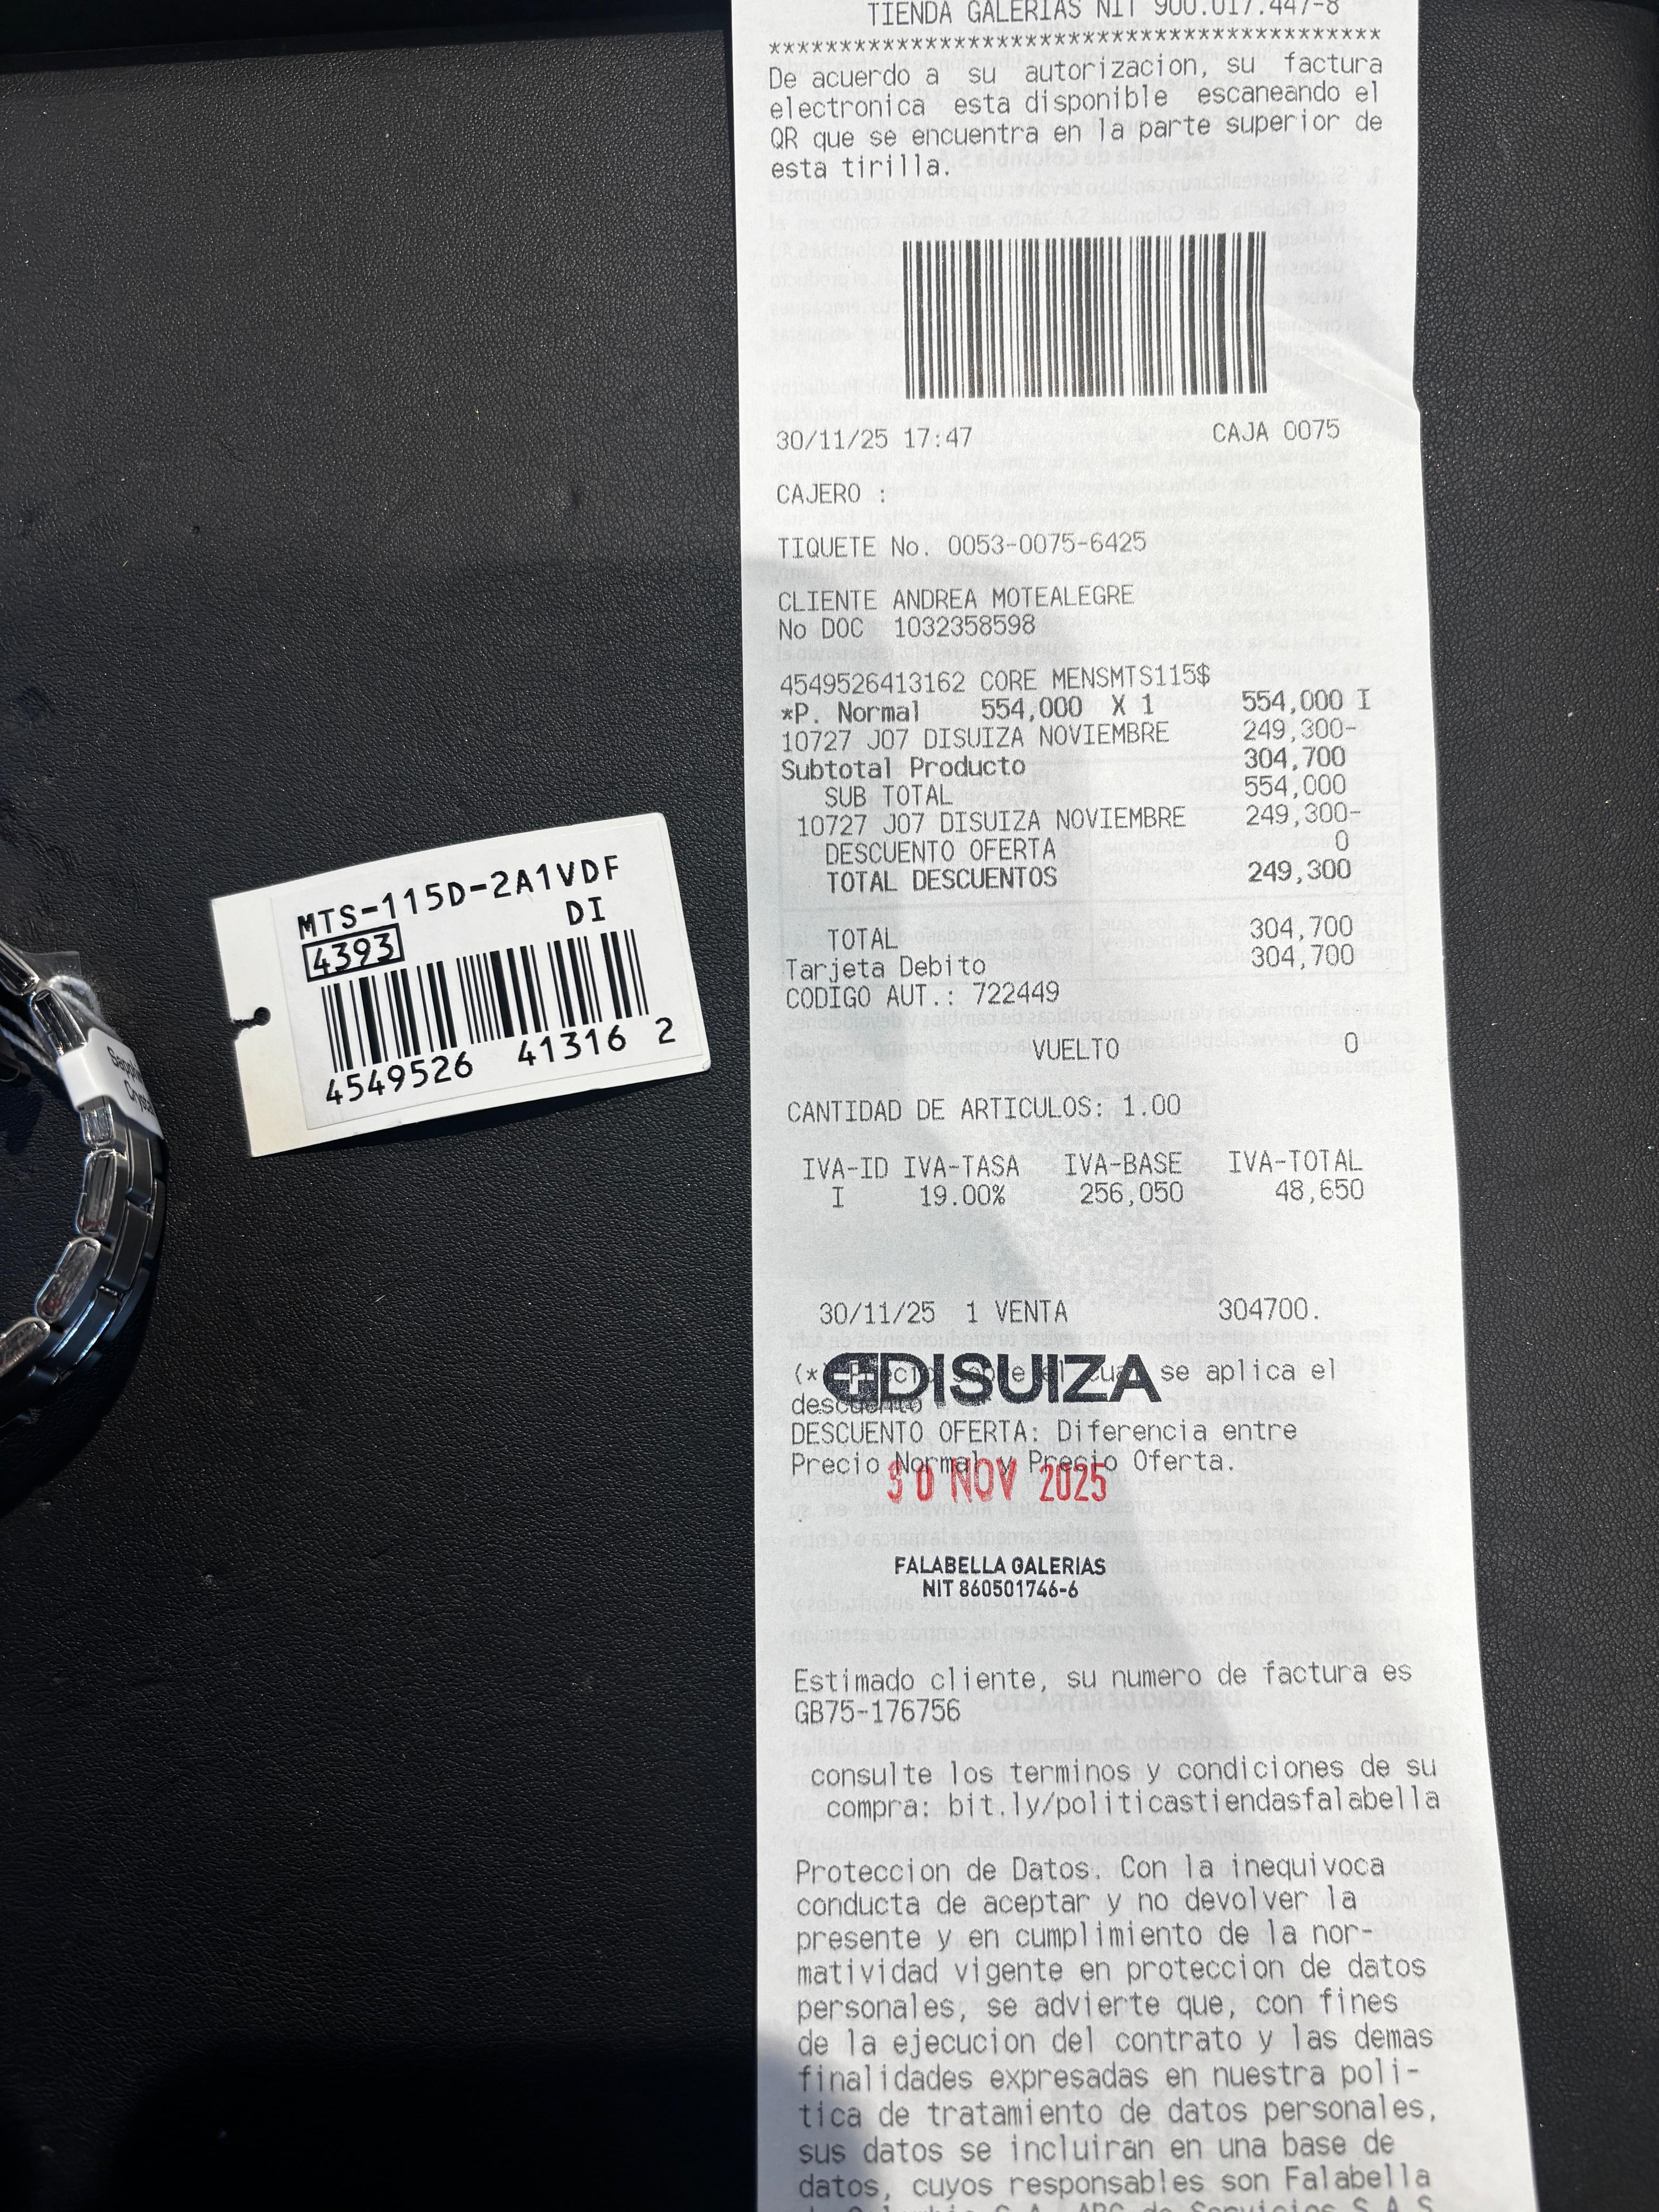 MTS-115D-2A1VDF
DI
4393
4549526 41316 2
Crystal
TIENDA GALERIAS NIT 900.017.447-8
*******************************************
De acuerdo a su autorizacion, su factura
electronica esta disponible escaneando el
QR que se encuentra en la parte superior de
esta tirilla.
30/11/25 17:47 CAJA 0075
CAJERO :
TIQUETE No. 0053-0075-6425
CLIENTE ANDREA MOTEALEGRE
No DOC 1032358598
4549526413162 CORE MENSMTS115$
*P. Normal 554,000 X 1 554,000 I
10727 J07 DISUIZA NOVIEMBRE 249,300-
Subtotal Producto 304,700
SUB TOTAL 554,000
10727 J07 DISUIZA NOVIEMBRE 249,300-
DESCUENTO OFERTA 0
TOTAL DESCUENTOS 249,300
TOTAL 304,700
Tarjeta Debito 304,700
CODIGO AUT.: 722449
VUELTO 0
CANTIDAD DE ARTICULOS: 1.00
IVA-ID IVA-TASA IVA-BASE IVA-TOTAL
I 19.00% 256,050 48,650
30/11/25 1 VENTA 304700.
DISUIZA
(*) Precio sobre el cual se aplica el
descuento
DESCUENTO OFERTA: Diferencia entre
Precio Normal y Precio Oferta.
30 NOV 2025
FALABELLA GALERIAS
NIT 860501746-6
Estimado cliente, su numero de factura es
GB75-176756
consulte los terminos y condiciones de su
compra: bit.ly/politicastiendasfalabella
Proteccion de Datos. Con la inequivoca
conducta de aceptar y no devolver la
presente y en cumplimiento de la nor-
matividad vigente en proteccion de datos
personales, se advierte que, con fines
de la ejecucion del contrato y las demas
finalidades expresadas en nuestra poli-
tica de tratamiento de datos personales,
sus datos se incluiran en una base de
datos, cuyos responsables son Falabella
de Colombia S.A. ABC de Servicios S.A.S